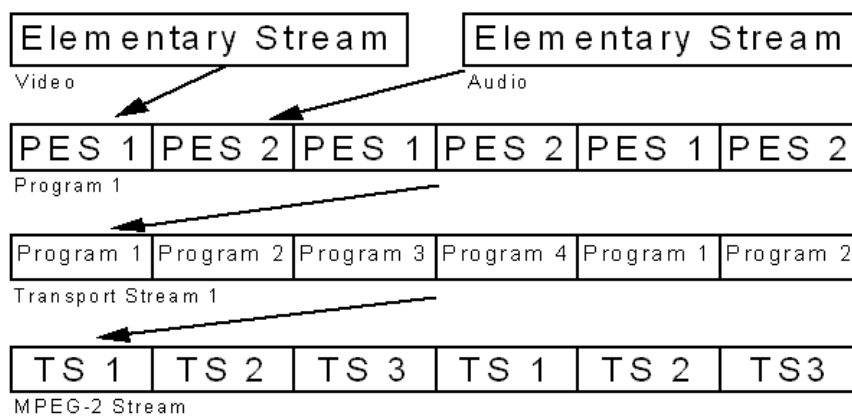 Elementary Stream Elementary Stream
Video Audio
PES 1 PES 2 PES 1 PES 2 PES 1 PES 2
Program 1
Program 1 Program 2 Program 3 Program 4 Program 1 Program 2
Transport Stream 1
TS 1 TS 2 TS 3 TS 1 TS 2 TS3
MPEG-2 Stream